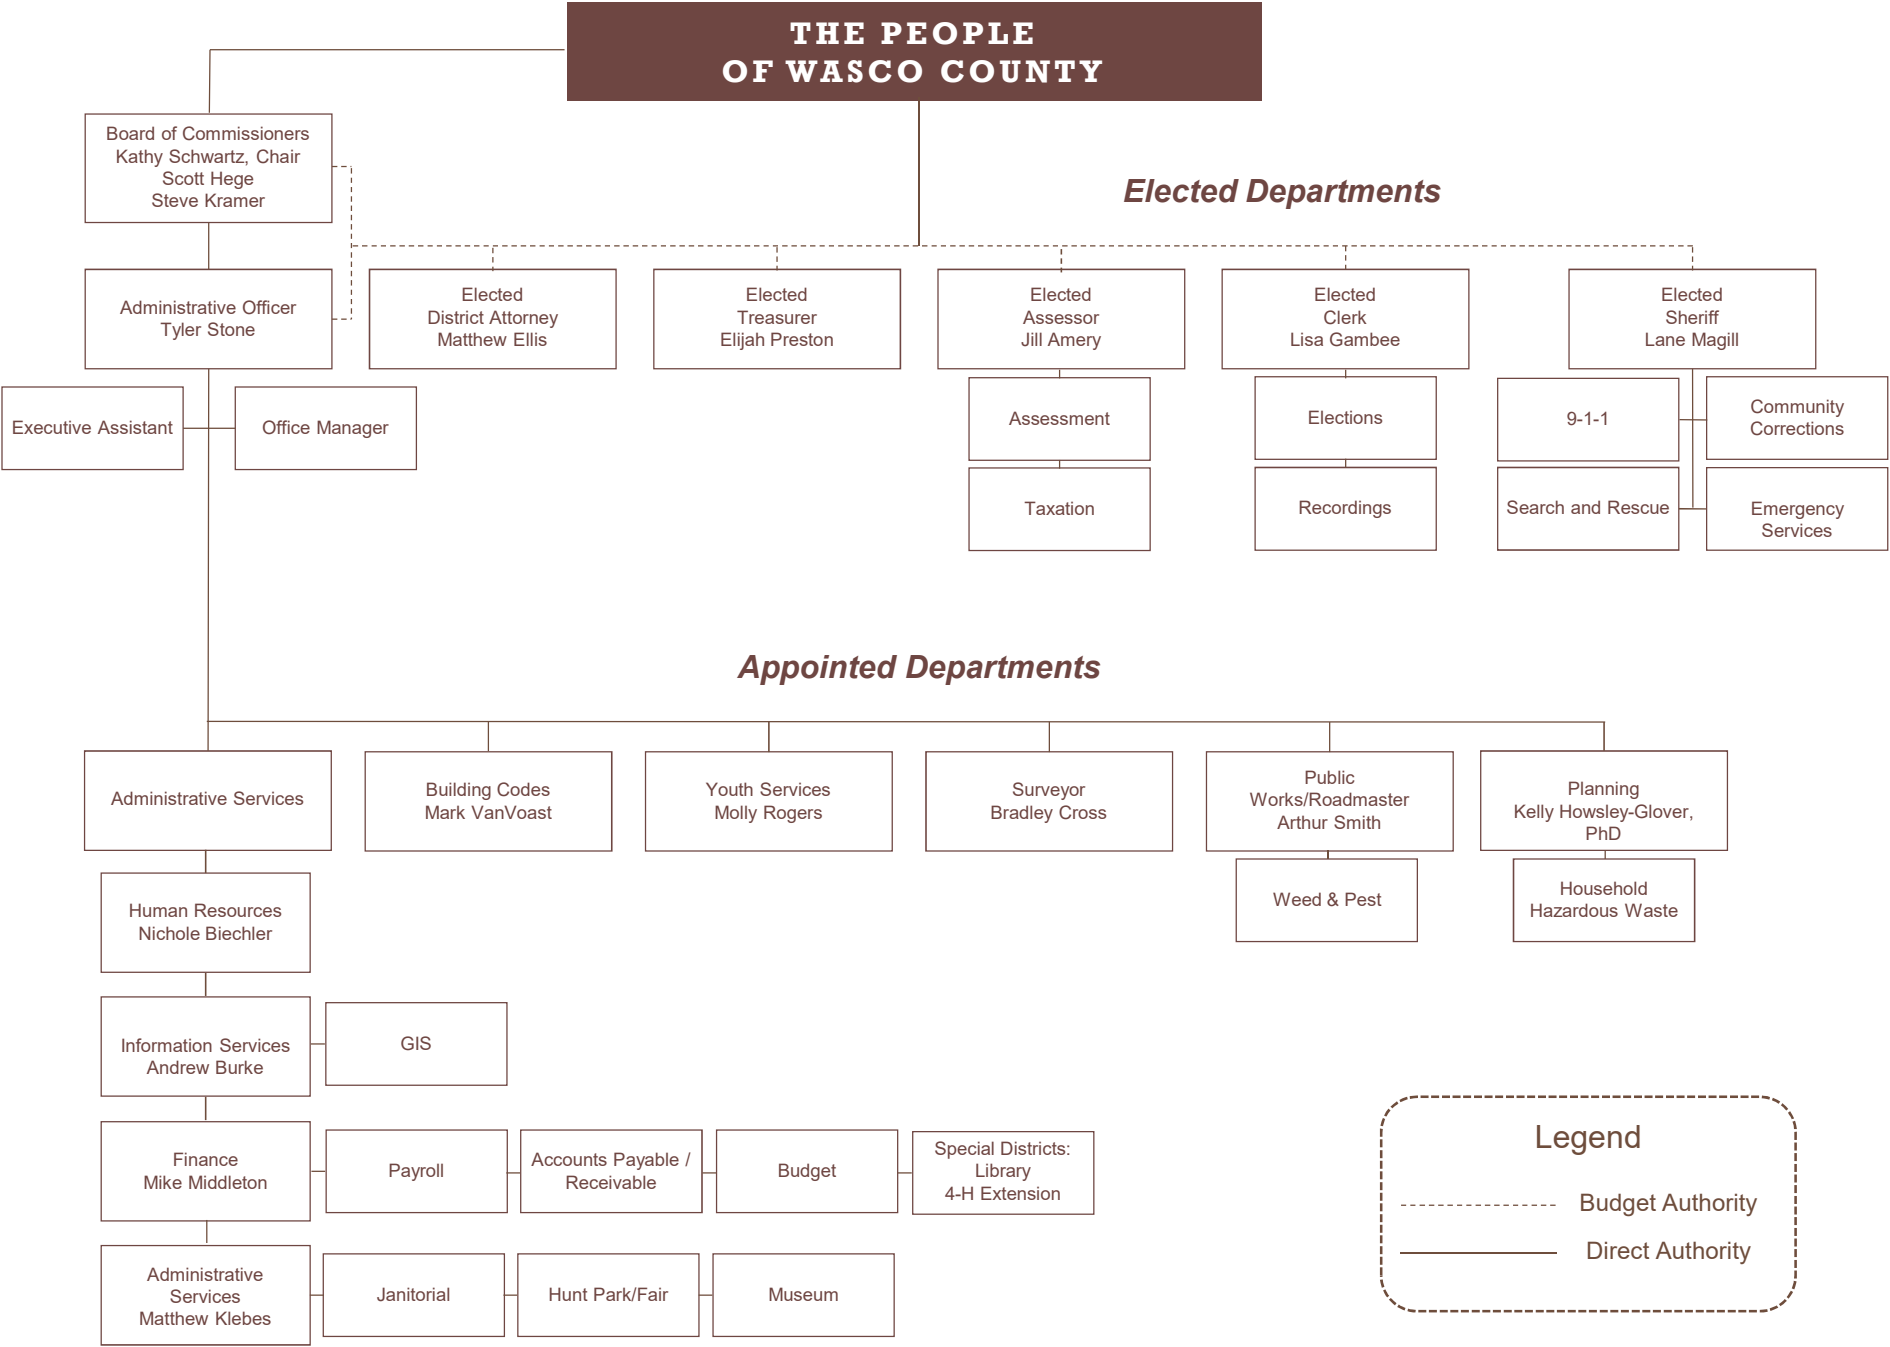 THE PEOPLE
OF WASCO COUNTY
Board of Commissioners
Kathy Schwartz, Chair
Scott Hege
Steve Kramer
Elected Departments
Administrative Officer
Tyler Stone
Elected
District Attorney
Matthew Ellis
Elected
Treasurer
Elijah Preston
Elected
Assessor
Jill Amery
Elected
Clerk
Lisa Gambee
Elected
Sheriff
Lane Magill
Executive Assistant
Office Manager
Assessment
Elections
9-1-1
Community
Corrections
Taxation
Recordings
Search and Rescue
Emergency
Services
Appointed Departments
Administrative Services
Building Codes
Mark VanVoast
Youth Services
Molly Rogers
Surveyor
Bradley Cross
Public
Works/Roadmaster
Arthur Smith
Planning
Kelly Howsley-Glover,
PhD
Weed & Pest
Household
Hazardous Waste
Human Resources
Nichole Biechler
Information Services
Andrew Burke
GIS
Finance
Mike Middleton
Payroll
Accounts Payable /
Receivable
Budget
Special Districts:
Library
4-H Extension
Administrative
Services
Matthew Klebes
Janitorial
Hunt Park/Fair
Museum
Legend
Budget Authority
Direct Authority